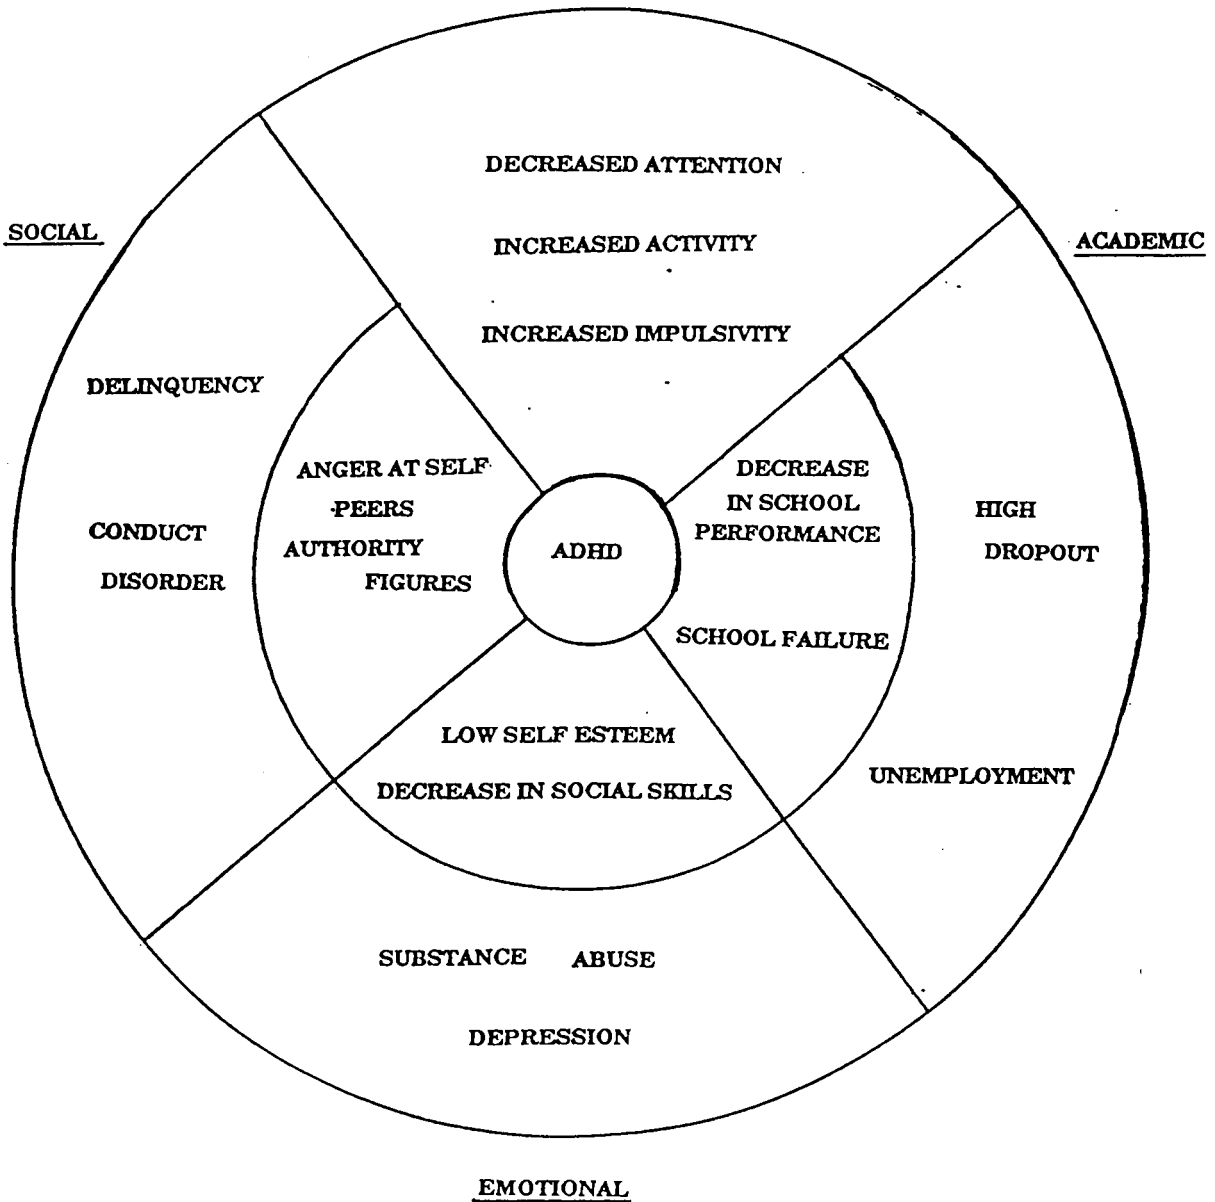 DECREASED ATTENTION
INCREASED ACTIVITY
INCREASED IMPULSIVITY
SOCIAL
ACADEMIC
DELINQUENCY
CONDUCT
DISORDER
ANGER AT SELF
PEERS
AUTHORITY
FIGURES
ADHD
DECREASE
IN SCHOOL
PERFORMANCE
SCHOOL FAILURE
HIGH
DROPOUT
UNEMPLOYMENT
LOW SELF ESTEEM
DECREASE IN SOCIAL SKILLS
SUBSTANCE ABUSE
DEPRESSION
EMOTIONAL